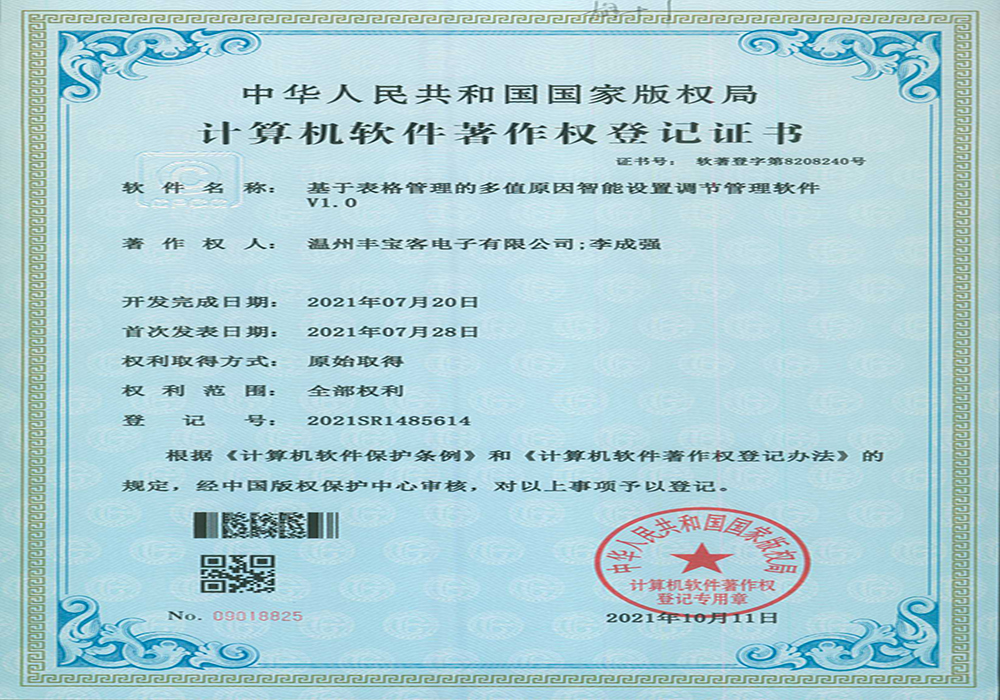 中华人民共和国国家版权局
计算机软件著作权登记证书
证书号： 软著登字第8208240号
CPCC
软件名称： 基于表格管理的多值原因智能设置调节管理软件
V1.0
著作权人： 温州丰宝客电子有限公司;李成强
开发完成日期： 2021年07月20日
首次发表日期： 2021年07月28日
权利取得方式： 原始取得
权利范围： 全部权利
登记号： 2021SR1485614
根据《计算机软件保护条例》和《计算机软件著作权登记办法》的
规定，经中国版权保护中心审核，对以上事项予以登记。
中华人民共和国国家版权局
计算机软件著作权
登记专用章
No. 09018825
2021年10月11日